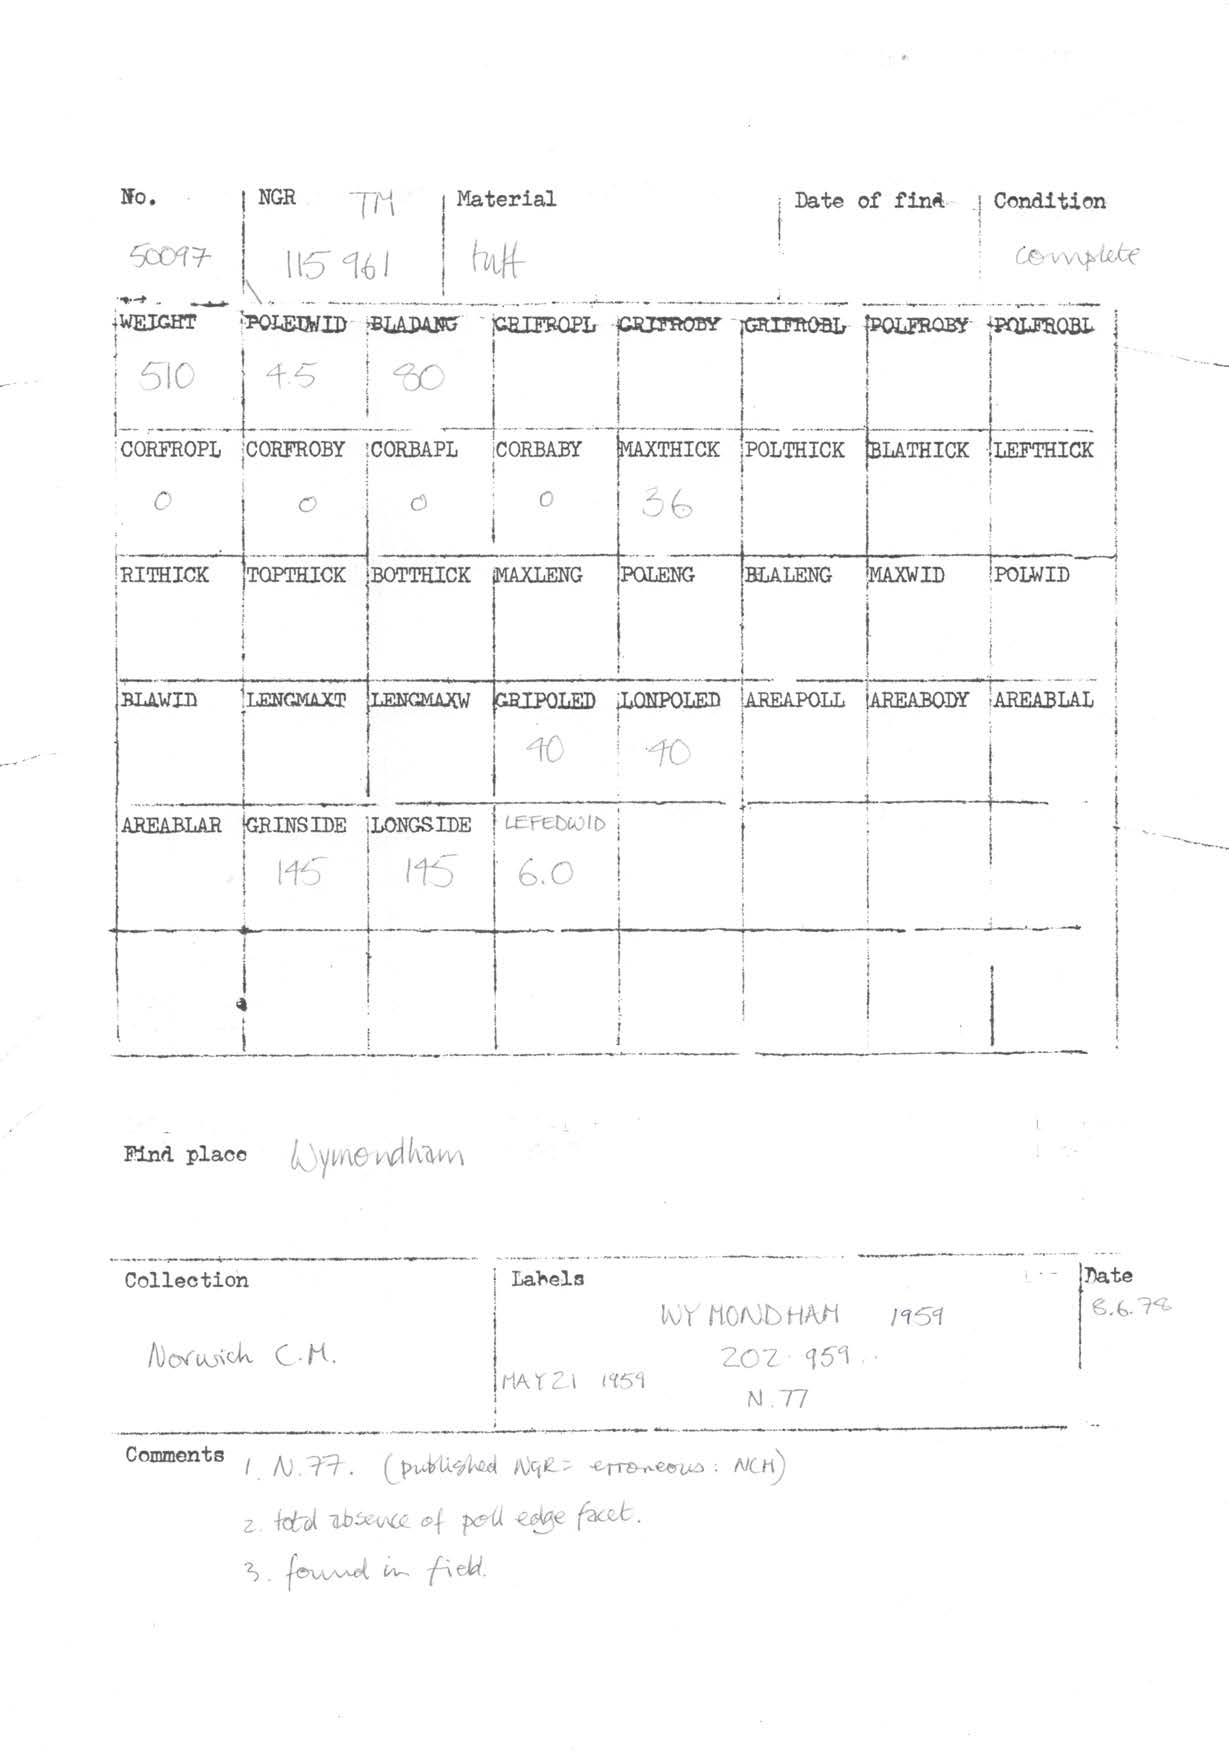 No. NGR TM Material Date of find Condition
50097 115 961 tuff complete
WEIGHT POLEDWID BLADANG GRIFROPL GRIFROBY GRIFROBL POLFROBY POLFROBL
510 4.5 80
CORFROPL CORFROBY CORBAPL CORBABY MAXTHICK POLTHICK BLATHICK LEFTHICK
0 0 0 0 36
RITHICK TOPTHICK BOTTHICK MAXLENG POLENG BLALENG MAXWID POLWID
BLAWID LENGMAXT LENGMAXW GRIPOLED LONPOLED AREAPOLL AREABODY AREABLAL
40 40
AREABLAR GRINSIDE LONGSIDE LEFEDWID
145 145 6.0
Find place Wymondham
Collection Labels Date
WYMONDHAM 1959 8.6.78
Norwich C.M. 202.959..
MAY 21 1959
N.77
Comments 1. N.77. (published NGR = erroneous: NCM)
2. total absence of poll edge facet.
3. found in field.